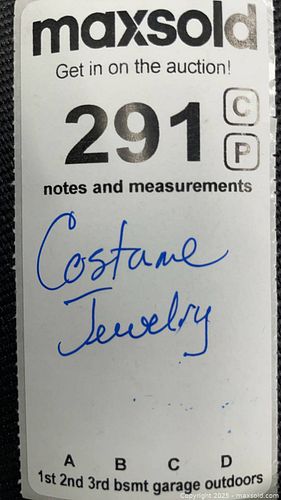 maxsold
Get in on the auction!
291
C
P
notes and measurements
Costume
Jewelry
A B C D
1st 2nd 3rd bsmt garage outdoors
Copyright 2025 - maxsold.com